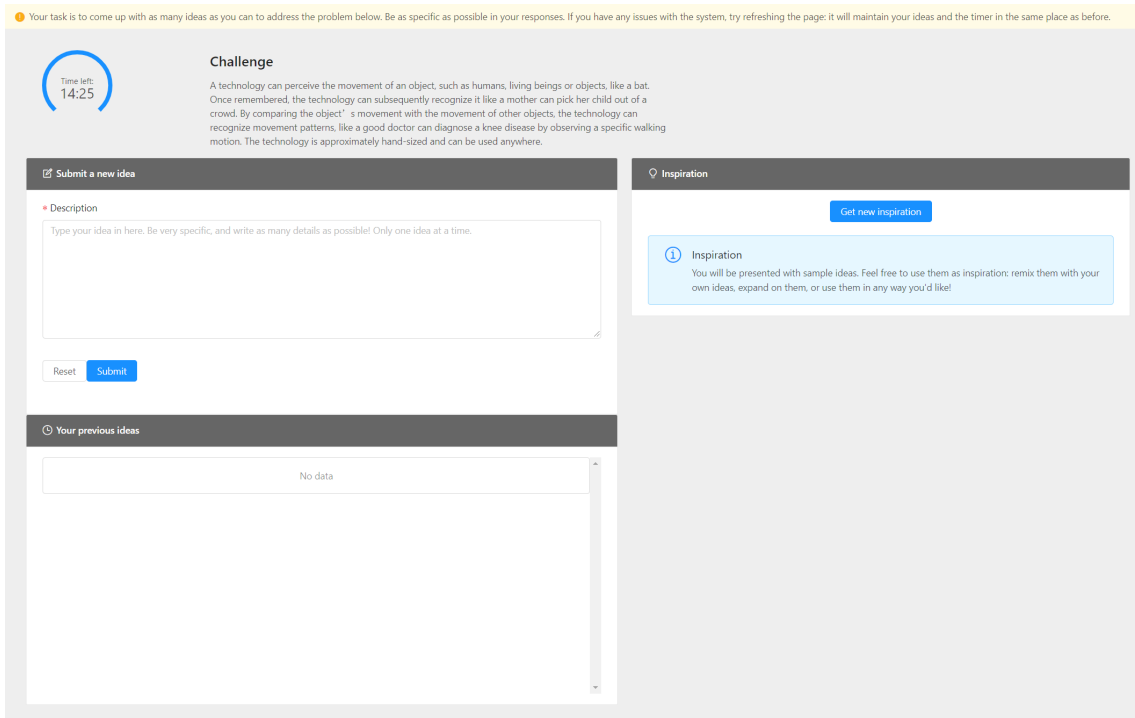 Your task is to come up with as many ideas as you can to address the problem below. Be as specific as possible in your responses. If you have any issues with the system, try refreshing the page: it will maintain your ideas and the timer in the same place as before.
Time left:
14:25
Challenge
A technology can perceive the movement of an object, such as humans, living beings or objects, like a bat.
Once remembered, the technology can subsequently recognize it like a mother can pick her child out of a
crowd. By comparing the object's movement with the movement of other objects, the technology can
recognize movement patterns, like a good doctor can diagnose a knee disease by observing a specific walking
motion. The technology is approximately hand-sized and can be used anywhere.
Submit a new idea
* Description
Type your idea in here. Be very specific, and write as many details as possible! Only one idea at a time.
Reset
Submit
Your previous ideas
No data
Inspiration
Get new inspiration
Inspiration
You will be presented with sample ideas. Feel free to use them as inspiration: remix them with your
own ideas, expand on them, or use them in any way you'd like!